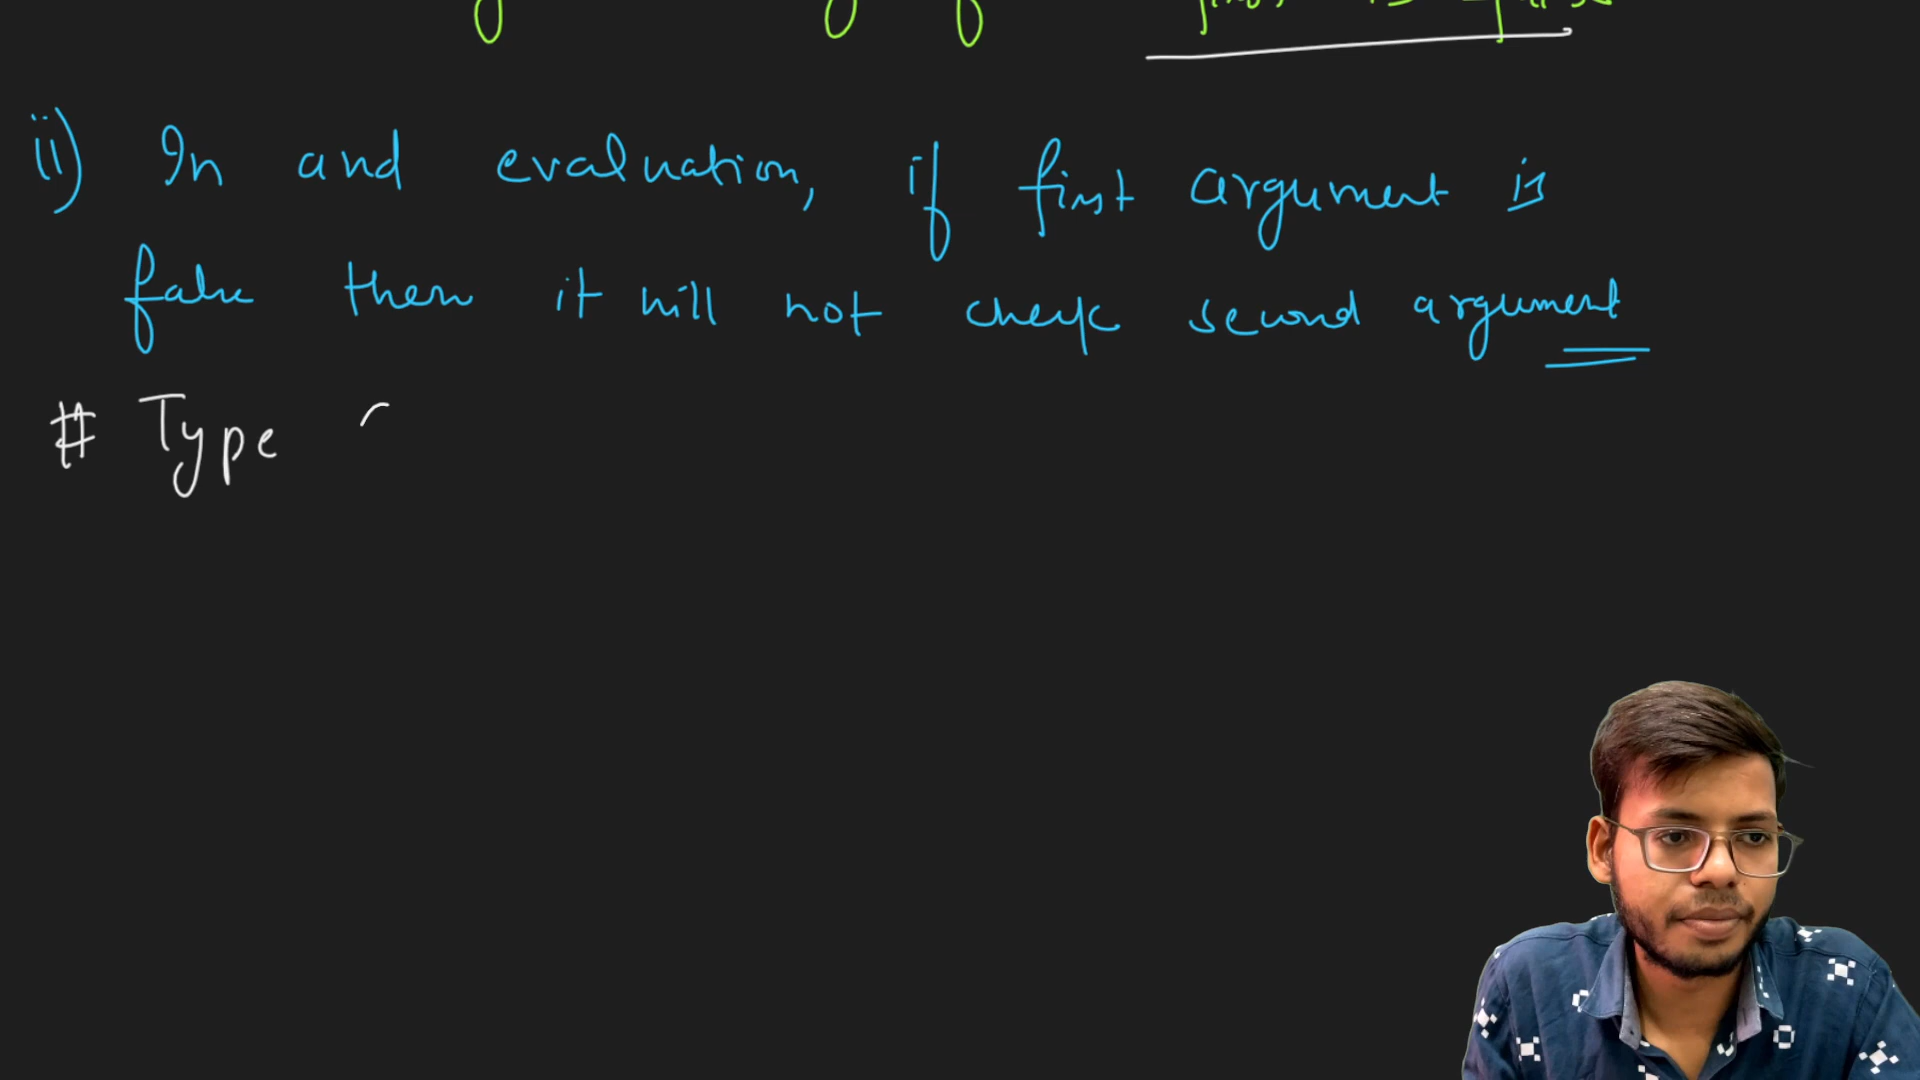 ii) In and evaluation, if first argument is
false then it will not check second argument
# Type